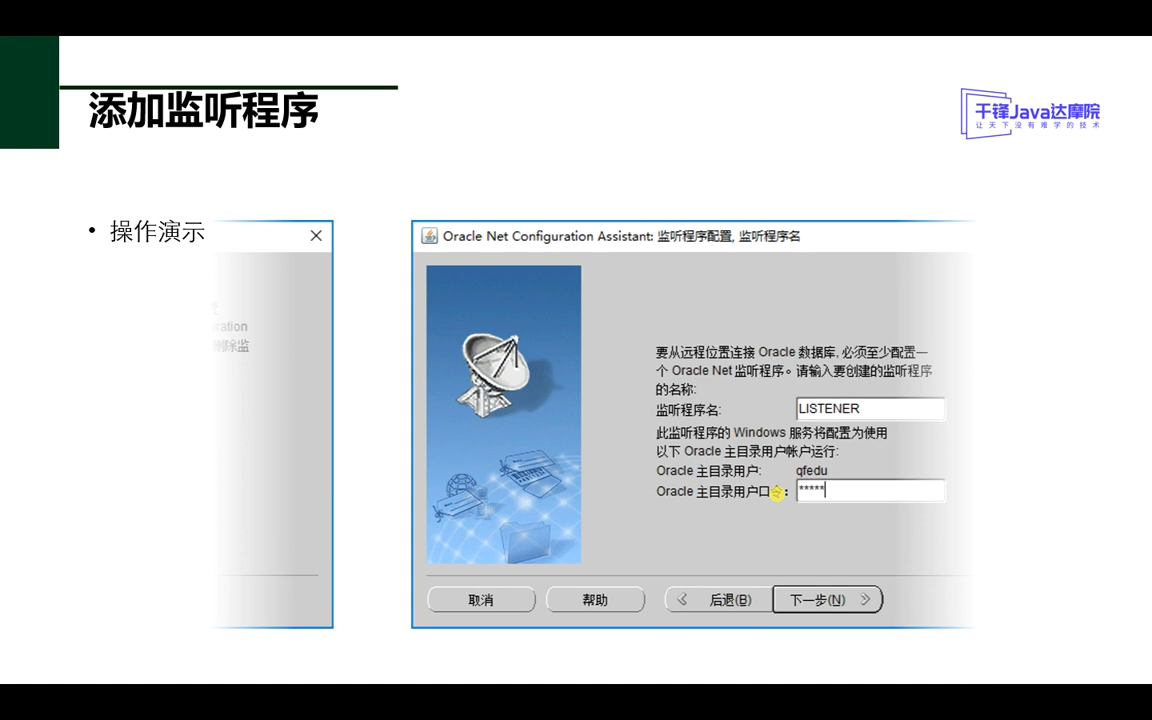 添加监听程序
千锋Java达摩院
让天下没有难学的技术
• 操作演示
ration
删除监
Oracle Net Configuration Assistant: 监听程序配置, 监听程序名
要从远程位置连接 Oracle 数据库, 必须至少配置一
个 Oracle Net 监听程序。请输入要创建的监听程序
的名称:
监听程序名: LISTENER
此监听程序的 Windows 服务将配置为使用
以下 Oracle 主目录用户帐户运行:
Oracle 主目录用户: qfedu
Oracle 主目录用户口令: *****
取消 帮助 后退(B) 下一步(N)